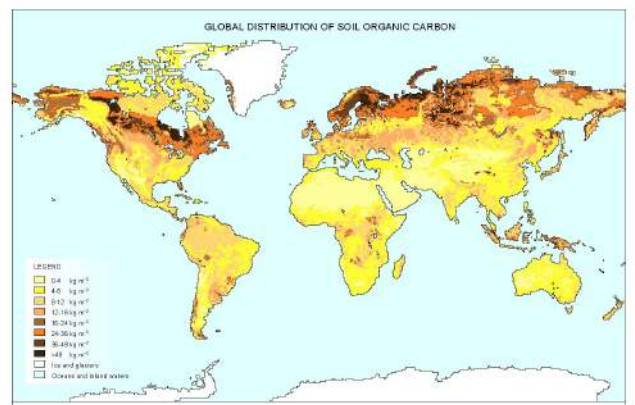 GLOBAL DISTRIBUTION OF SOIL ORGANIC CARBON
LEGEND
0-4 kg m⁻²
4-8 kg m⁻²
8-12 kg m⁻²
12-16 kg m⁻²
16-24 kg m⁻²
24-36 kg m⁻²
36-48 kg m⁻²
>48 kg m⁻²
Ice and glaciers
Oceans and inland waters